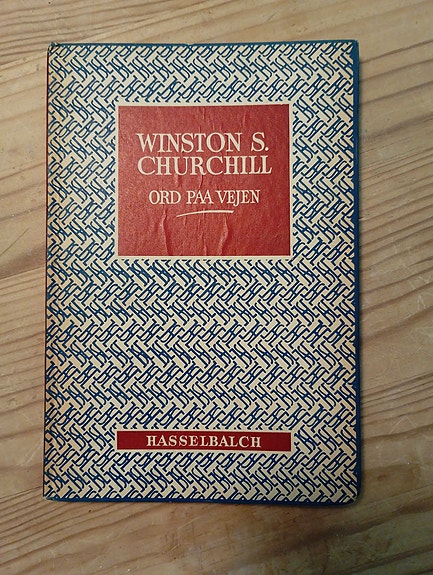 WINSTON S.
CHURCHILL
ORD PAA VEJEN
HASSELBALCH